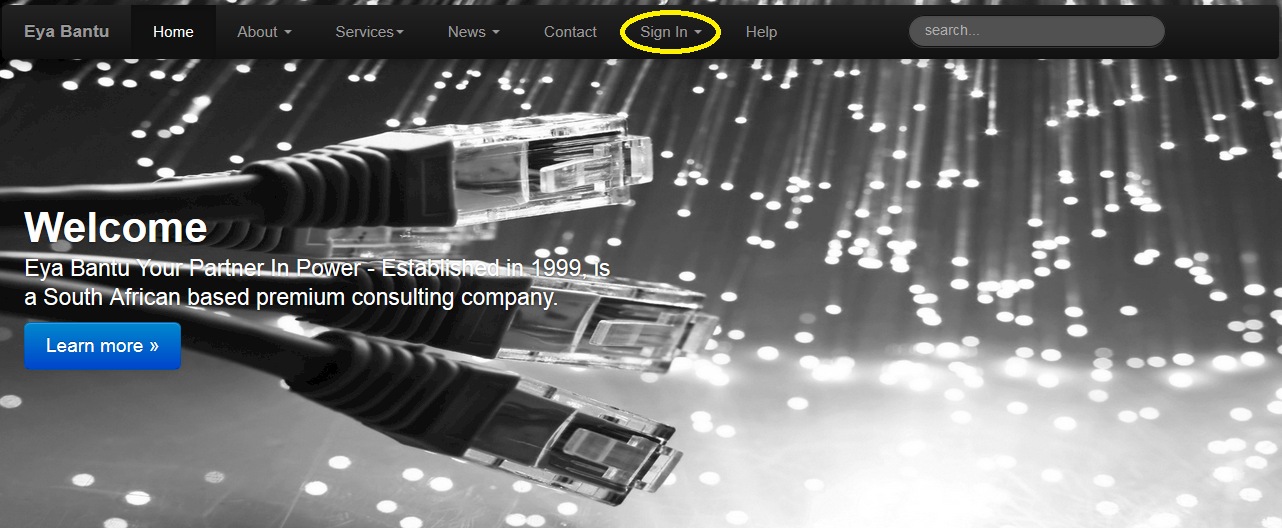 Eya Bantu Home About Services News Contact Sign In Help search...
Welcome
Eya Bantu Your Partner In Power - Established in 1999, is
a South African based premium consulting company.
Learn more »